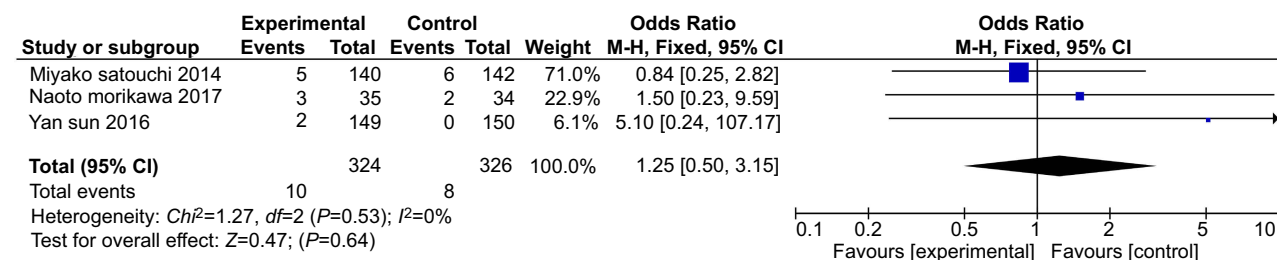 Experimental Control Odds Ratio Odds Ratio
Study or subgroup Events Total Events Total Weight M-H, Fixed, 95% CI M-H, Fixed, 95% CI
Miyako satouchi 2014 5 140 6 142 71.0% 0.84 [0.25, 2.82]
Naoto morikawa 2017 3 35 2 34 22.9% 1.50 [0.23, 9.59]
Yan sun 2016 2 149 0 150 6.1% 5.10 [0.24, 107.17]
Total (95% CI) 324 326 100.0% 1.25 [0.50, 3.15]
Total events 10 8
Heterogeneity: Chi²=1.27, df=2 (P=0.53); I²=0%
Test for overall effect: Z=0.47; (P=0.64)
0.1 0.2 0.5 1 2 5 10
Favours [experimental] Favours [control]